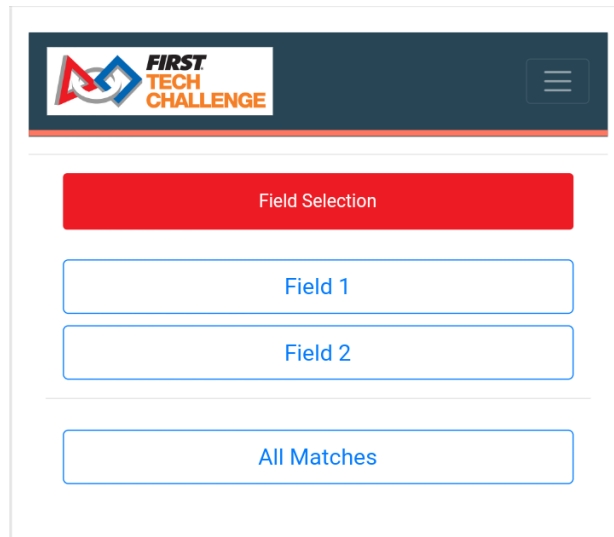 FIRST
TECH
CHALLENGE
Field Selection
Field 1
Field 2
All Matches